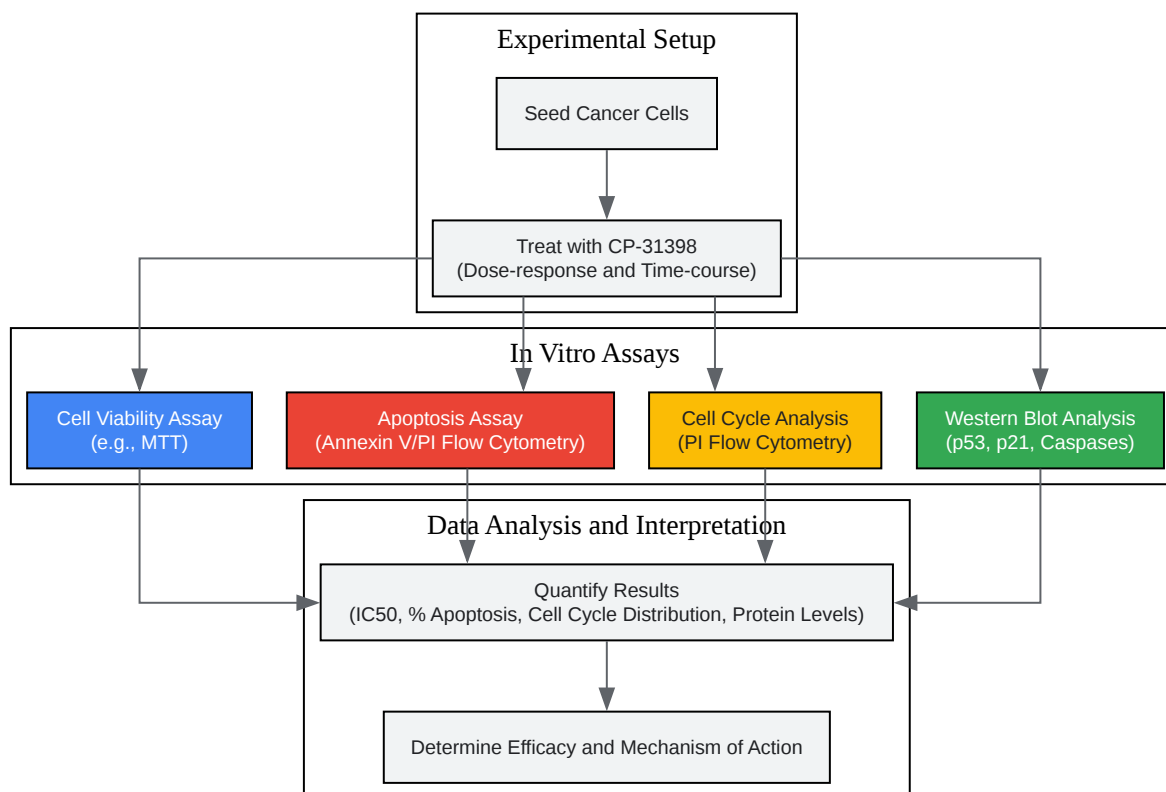 Experimental Setup
Seed Cancer Cells
Treat with CP-31398
(Dose-response and Time-course)
In Vitro Assays
Cell Viability Assay
(e.g., MTT)
Apoptosis Assay
(Annexin V/PI Flow Cytometry)
Cell Cycle Analysis
(PI Flow Cytometry)
Western Blot Analysis
(p53, p21, Caspases)
Data Analysis and Interpretation
Quantify Results
(IC50, % Apoptosis, Cell Cycle Distribution, Protein Levels)
Determine Efficacy and Mechanism of Action